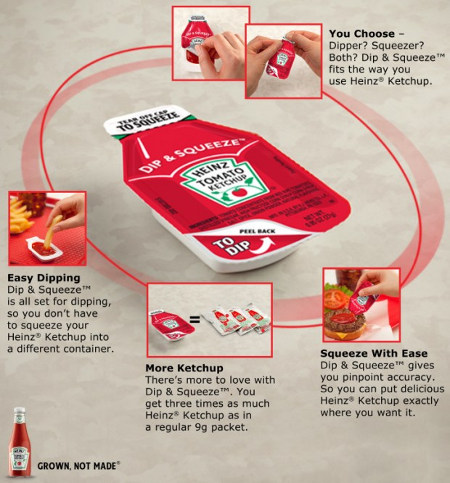 You Choose –
Dipper? Squeezer?
Both? Dip & Squeeze™
fits the way you
use Heinz® Ketchup.
TEAR OFF CAP
TO SQUEEZE
DIP & SQUEEZE™
HEINZ
TOMATO
KETCHUP
PEEL BACK
TO
DIP
NET WT.
Easy Dipping
Dip & Squeeze™
is all set for dipping,
so you don't have
to squeeze your
Heinz® Ketchup into
a different container.
=
More Ketchup
There's more to love with
Dip & Squeeze™. You
get three times as much
Heinz® Ketchup as in
a regular 9g packet.
Squeeze With Ease
Dip & Squeeze™ gives
you pinpoint accuracy.
So you can put delicious
Heinz® Ketchup exactly
where you want it.
HEINZ
GROWN, NOT MADE®